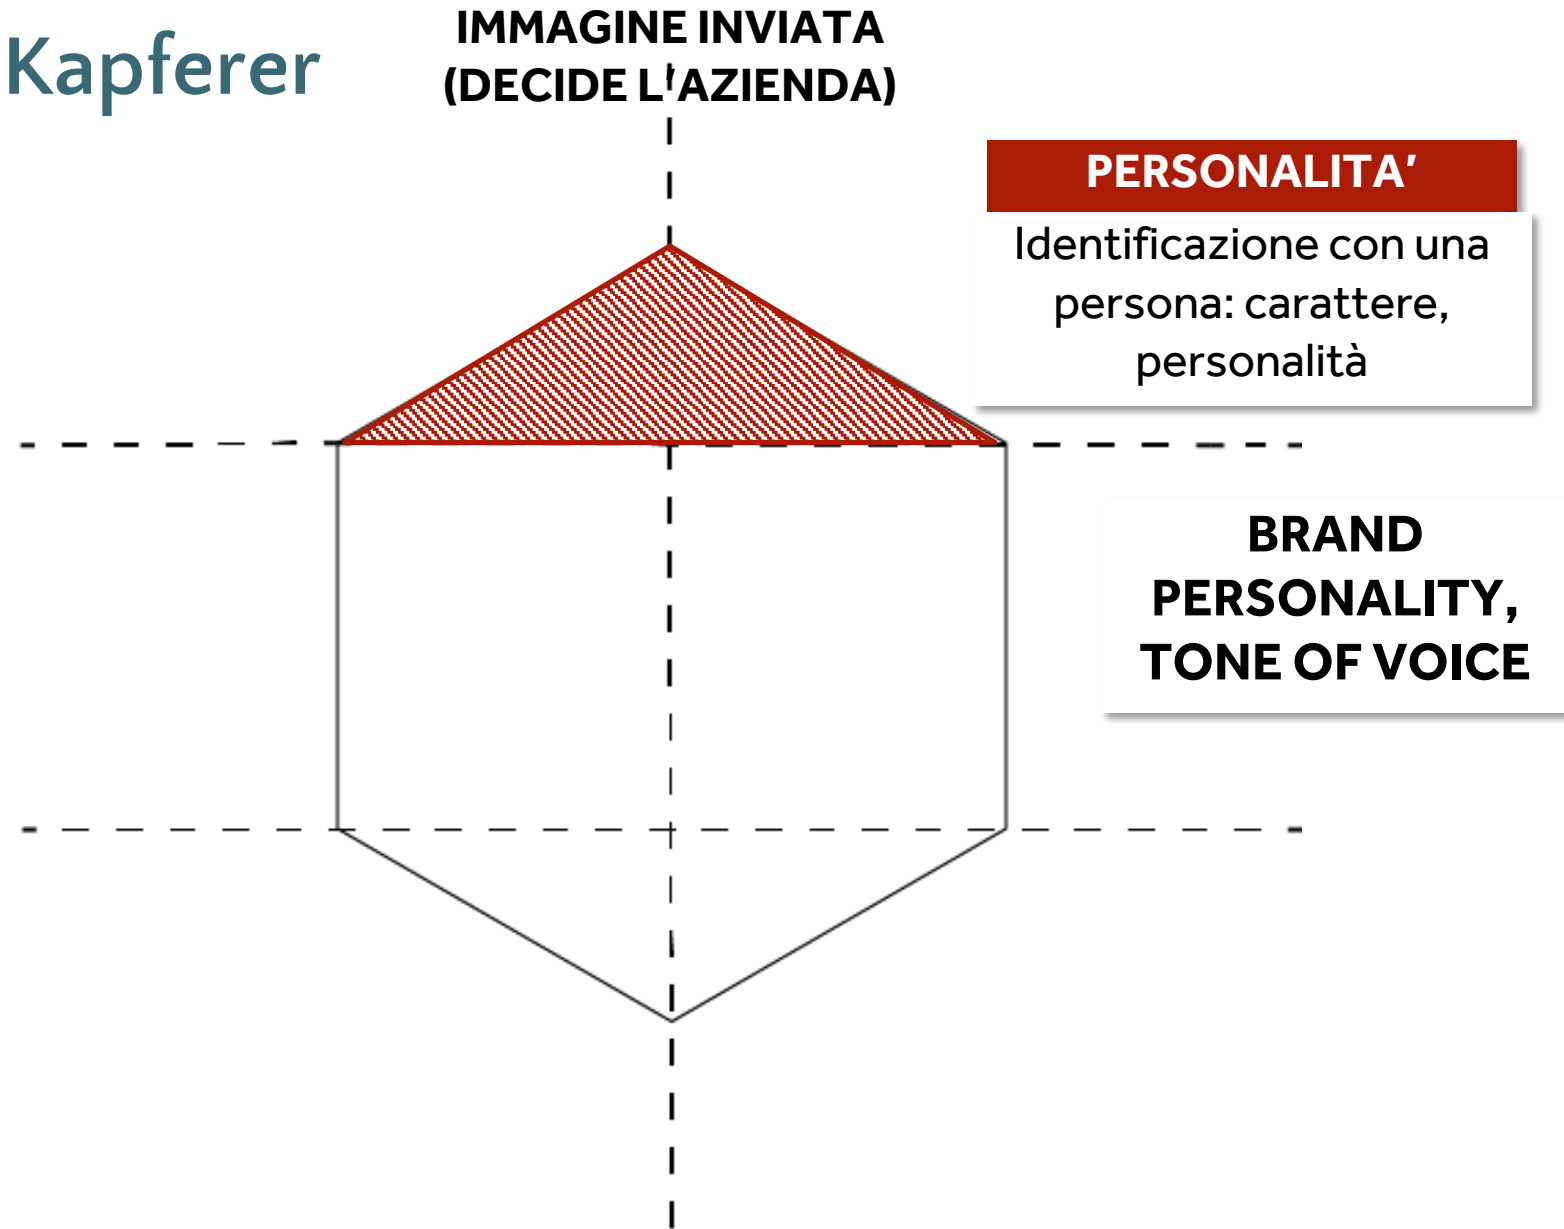 Kapferer
IMMAGINE INVIATA
(DECIDE L'AZIENDA)
PERSONALITA'
Identificazione con una
persona: carattere,
personalità
BRAND
PERSONALITY,
TONE OF VOICE